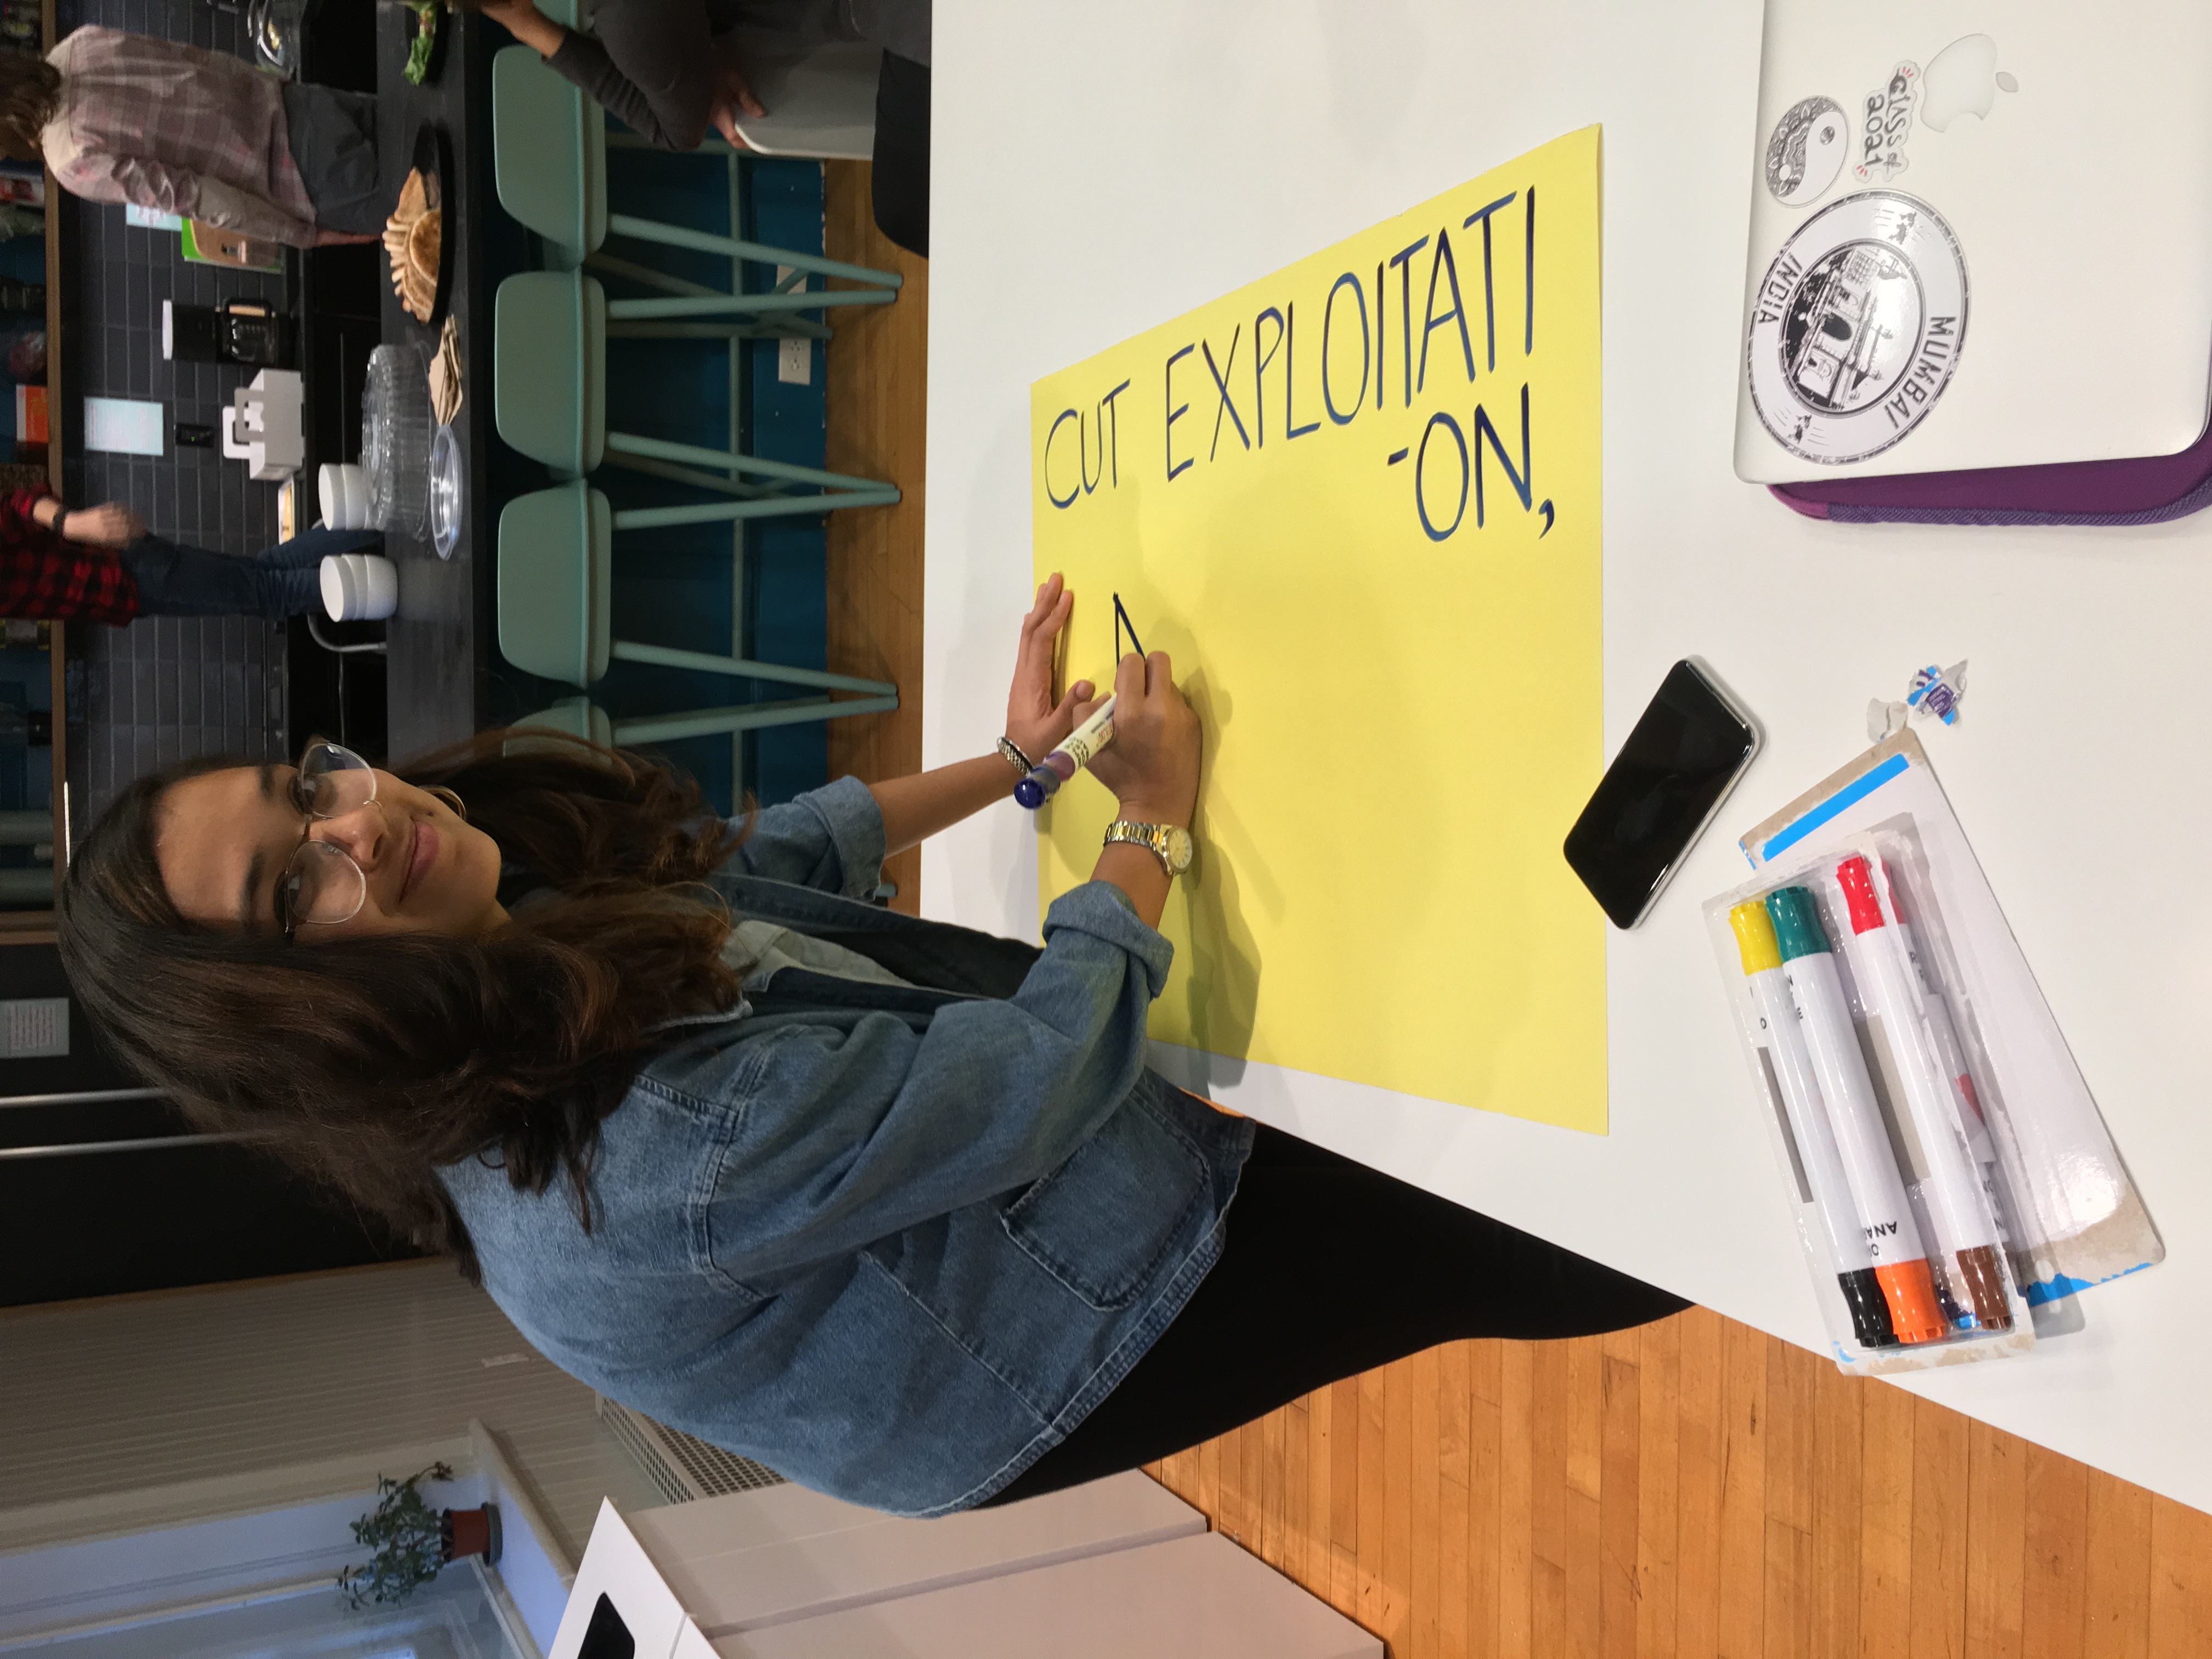 CUT EXPLOITATI
-ON,
MUMBAI
INDIA
CLASS of
2021